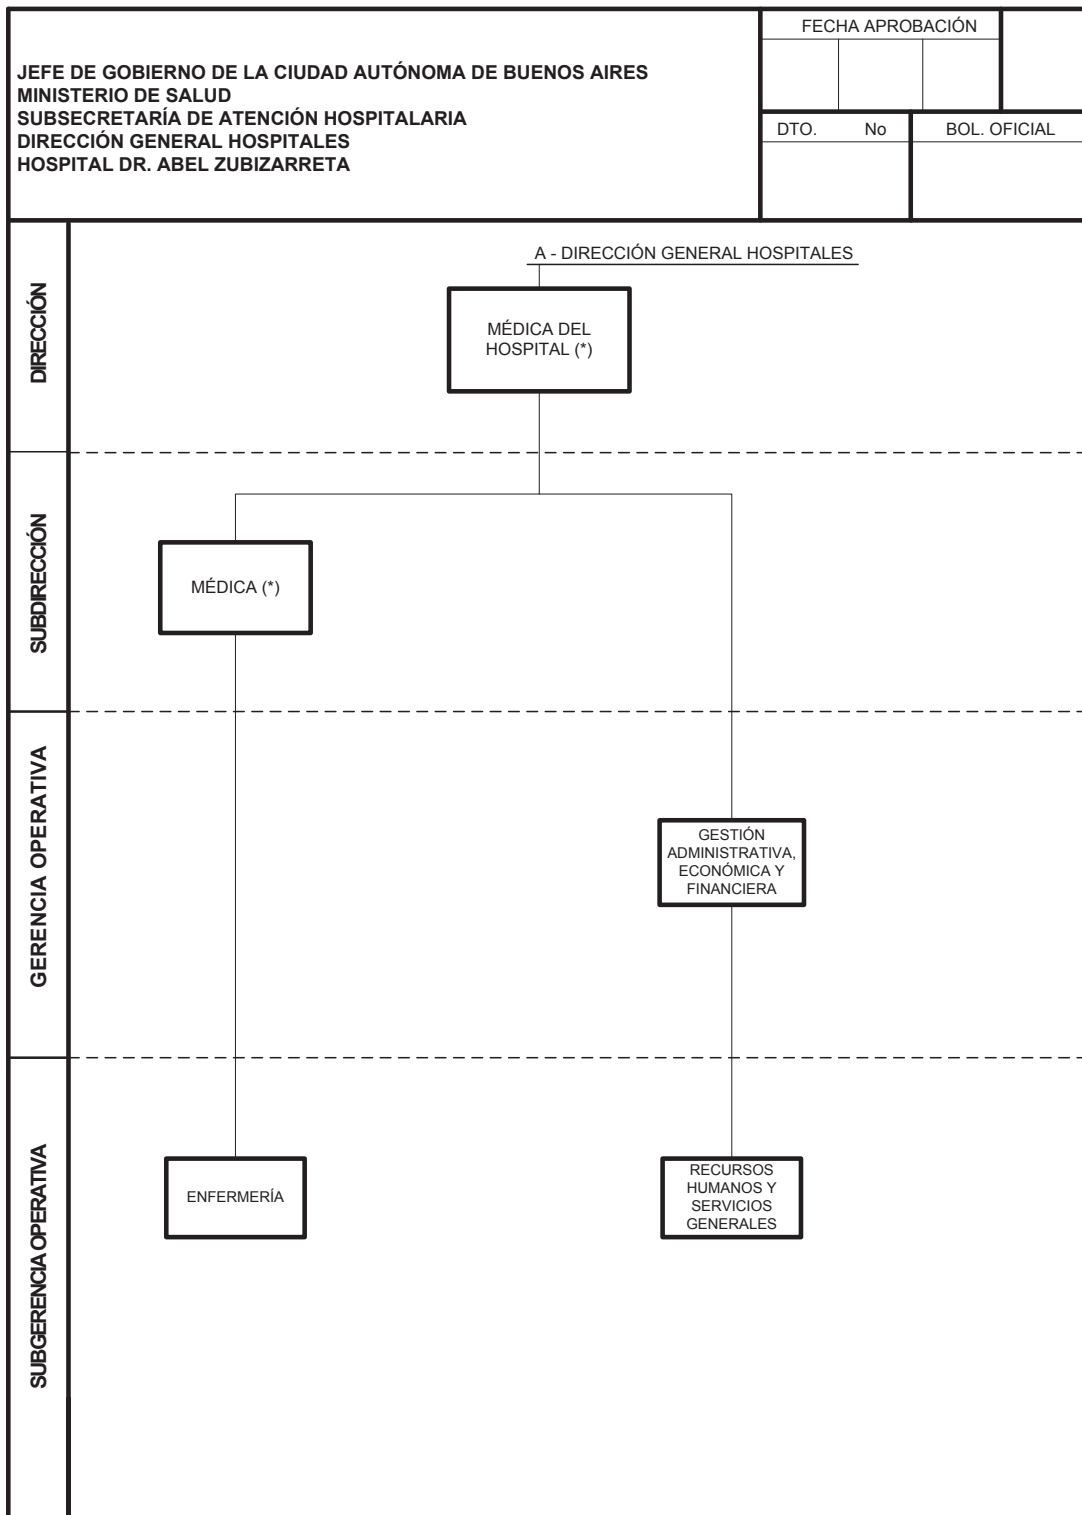 JEFE DE GOBIERNO DE LA CIUDAD AUTÓNOMA DE BUENOS AIRES
MINISTERIO DE SALUD
SUBSECRETARÍA DE ATENCIÓN HOSPITALARIA
DIRECCIÓN GENERAL HOSPITALES
HOSPITAL DR. ABEL ZUBIZARRETA
FECHA APROBACIÓN
DTO. No
BOL. OFICIAL
DIRECCIÓN
A - DIRECCIÓN GENERAL HOSPITALES
MÉDICA DEL
HOSPITAL (*)
SUBDIRECCIÓN
MÉDICA (*)
GERENCIA OPERATIVA
GESTIÓN
ADMINISTRATIVA,
ECONÓMICA Y
FINANCIERA
SUBGERENCIA OPERATIVA
ENFERMERÍA
RECURSOS
HUMANOS Y
SERVICIOS
GENERALES